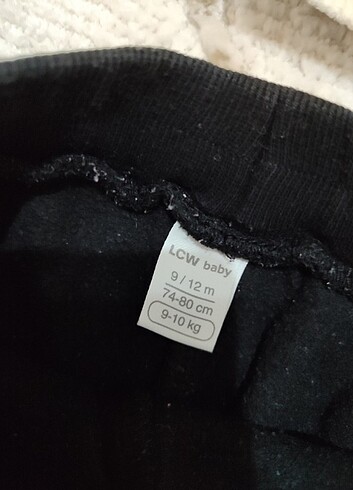 LCW baby
9 / 12 m
74-80 cm
9-10 kg